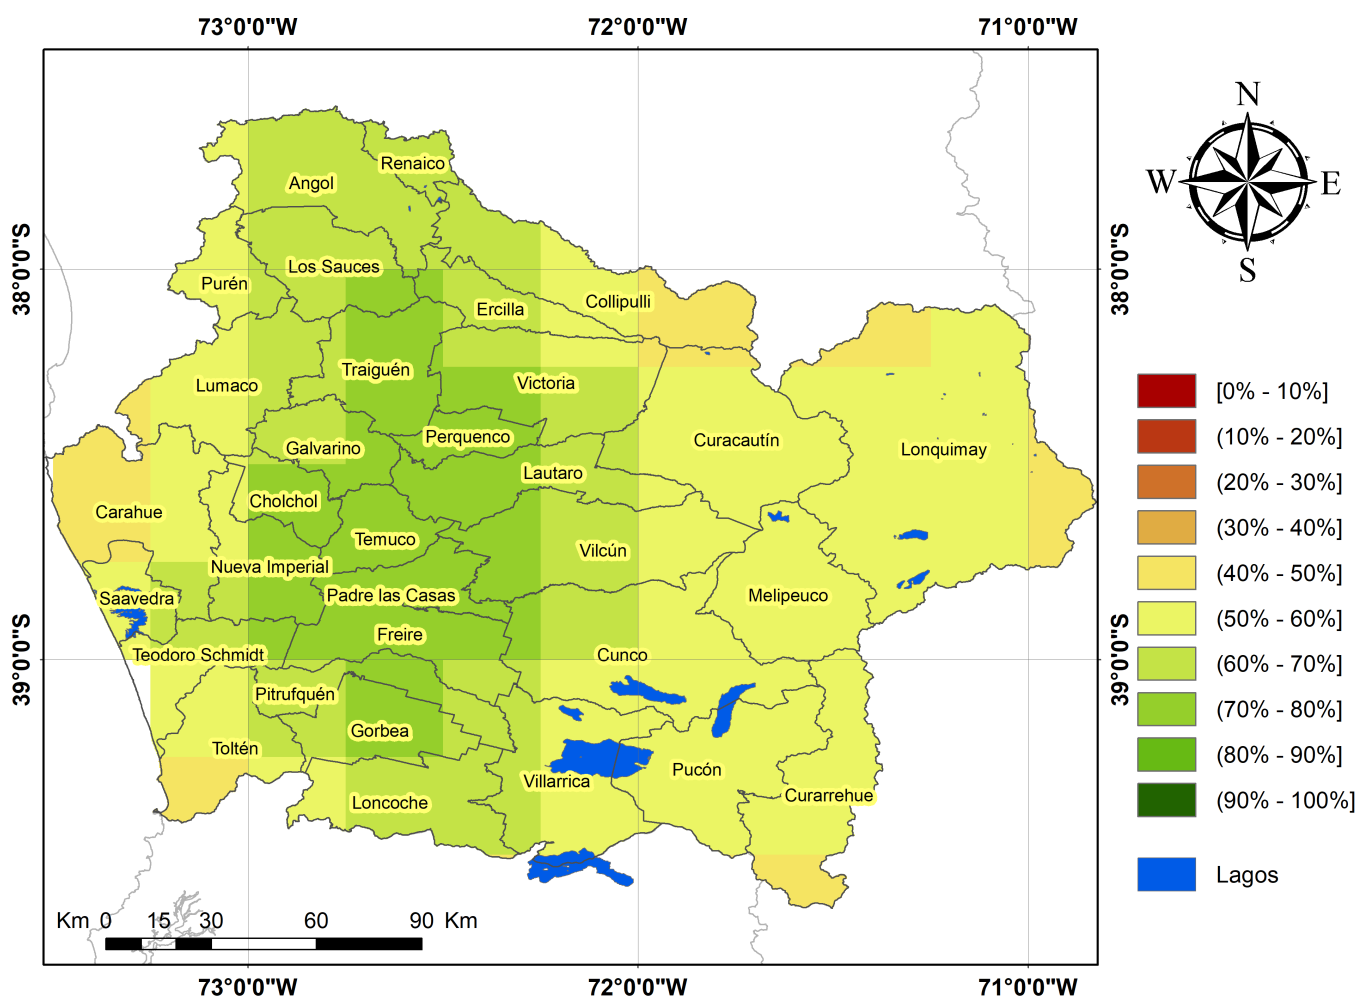 73°0'0"W 72°0'0"W 71°0'0"W
N
W E
S
38°0'0"S 38°0'0"S
39°0'0"S 39°0'0"S
Renaico
Angol
Los Sauces
Purén
Ercilla
Collipulli
Traiguén
Lumaco
Victoria
Perquenco
Galvarino
Curacautín
Lonquimay
Lautaro
Cholchol
Carahue
Temuco
Vilcún
Nueva Imperial
Saavedra
Padre las Casas
Melipeuco
Freire
Teodoro Schmidt
Cunco
Pitrufquén
Gorbea
Toltén
Pucón
Villarrica
Curarrehue
Loncoche
[0% - 10%]
(10% - 20%]
(20% - 30%]
(30% - 40%]
(40% - 50%]
(50% - 60%]
(60% - 70%]
(70% - 80%]
(80% - 90%]
(90% - 100%]
Lagos
Km 0 15 30 60 90 Km
73°0'0"W 72°0'0"W 71°0'0"W